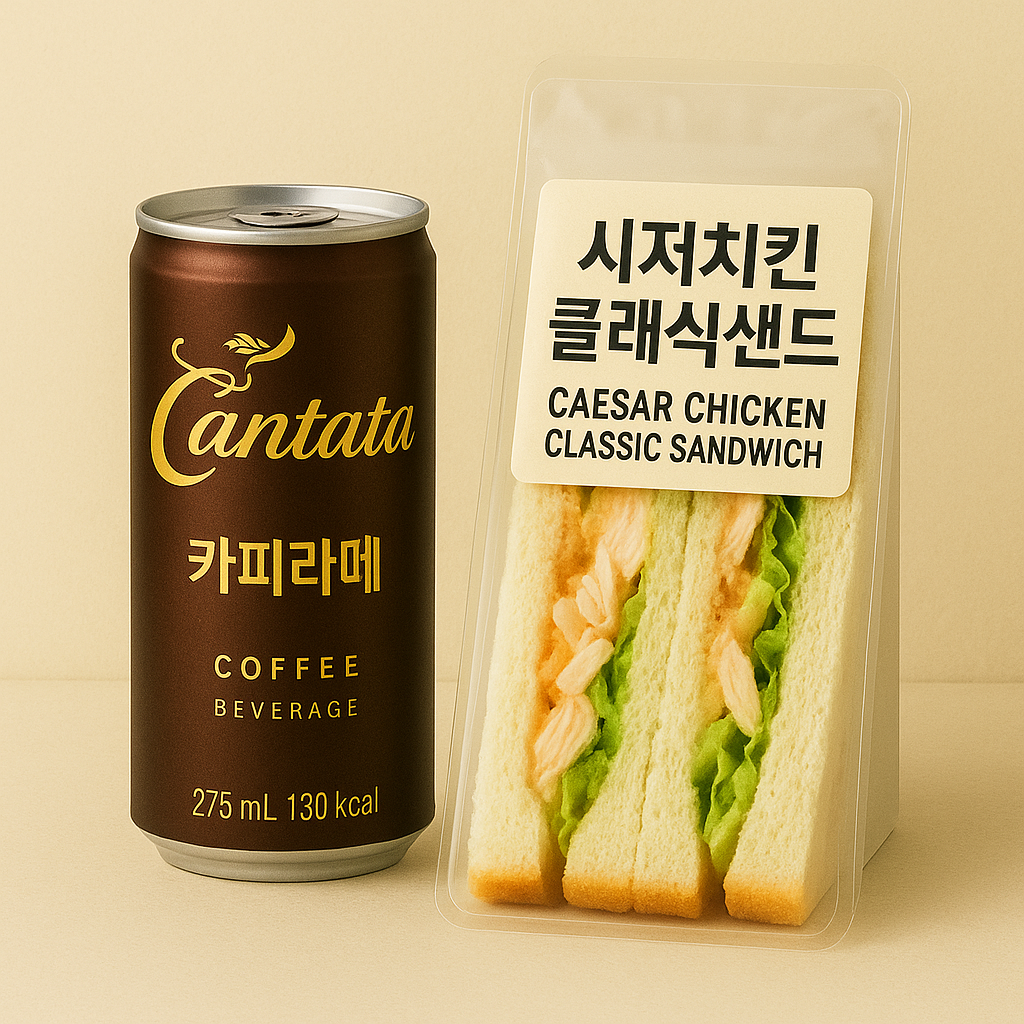 Cantata
카피라메
COFFEE
BEVERAGE
275 mL 130 kcal
시저치킨
클래식샌드
CAESAR CHICKEN
CLASSIC SANDWICH